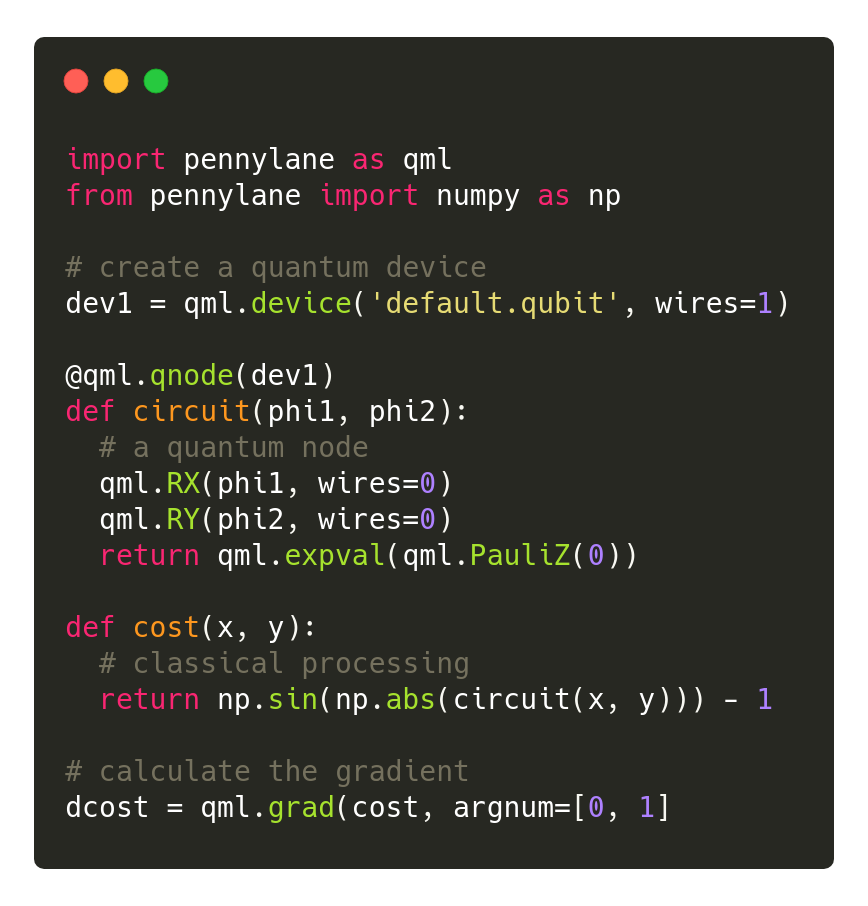 import pennylane as qml
from pennylane import numpy as np

# create a quantum device
dev1 = qml.device('default.qubit', wires=1)

@qml.qnode(dev1)
def circuit(phi1, phi2):
  # a quantum node
  qml.RX(phi1, wires=0)
  qml.RY(phi2, wires=0)
  return qml.expval(qml.PauliZ(0))

def cost(x, y):
  # classical processing
  return np.sin(np.abs(circuit(x, y))) - 1

# calculate the gradient
dcost = qml.grad(cost, argnum=[0, 1]